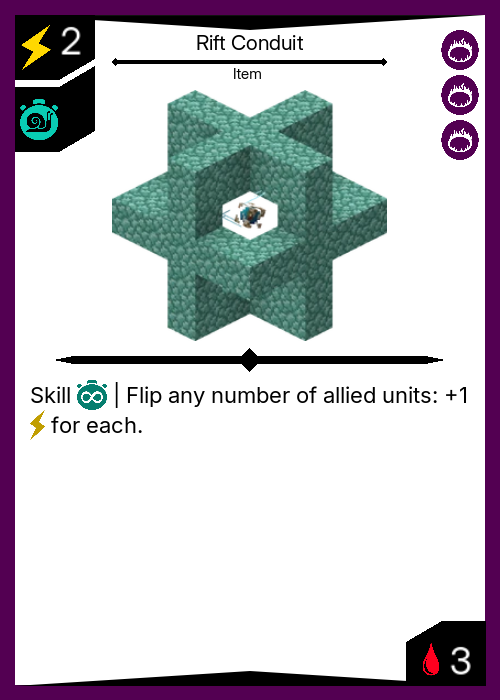 2
Rift Conduit
Item
Skill | Flip any number of allied units: +1
for each.
3